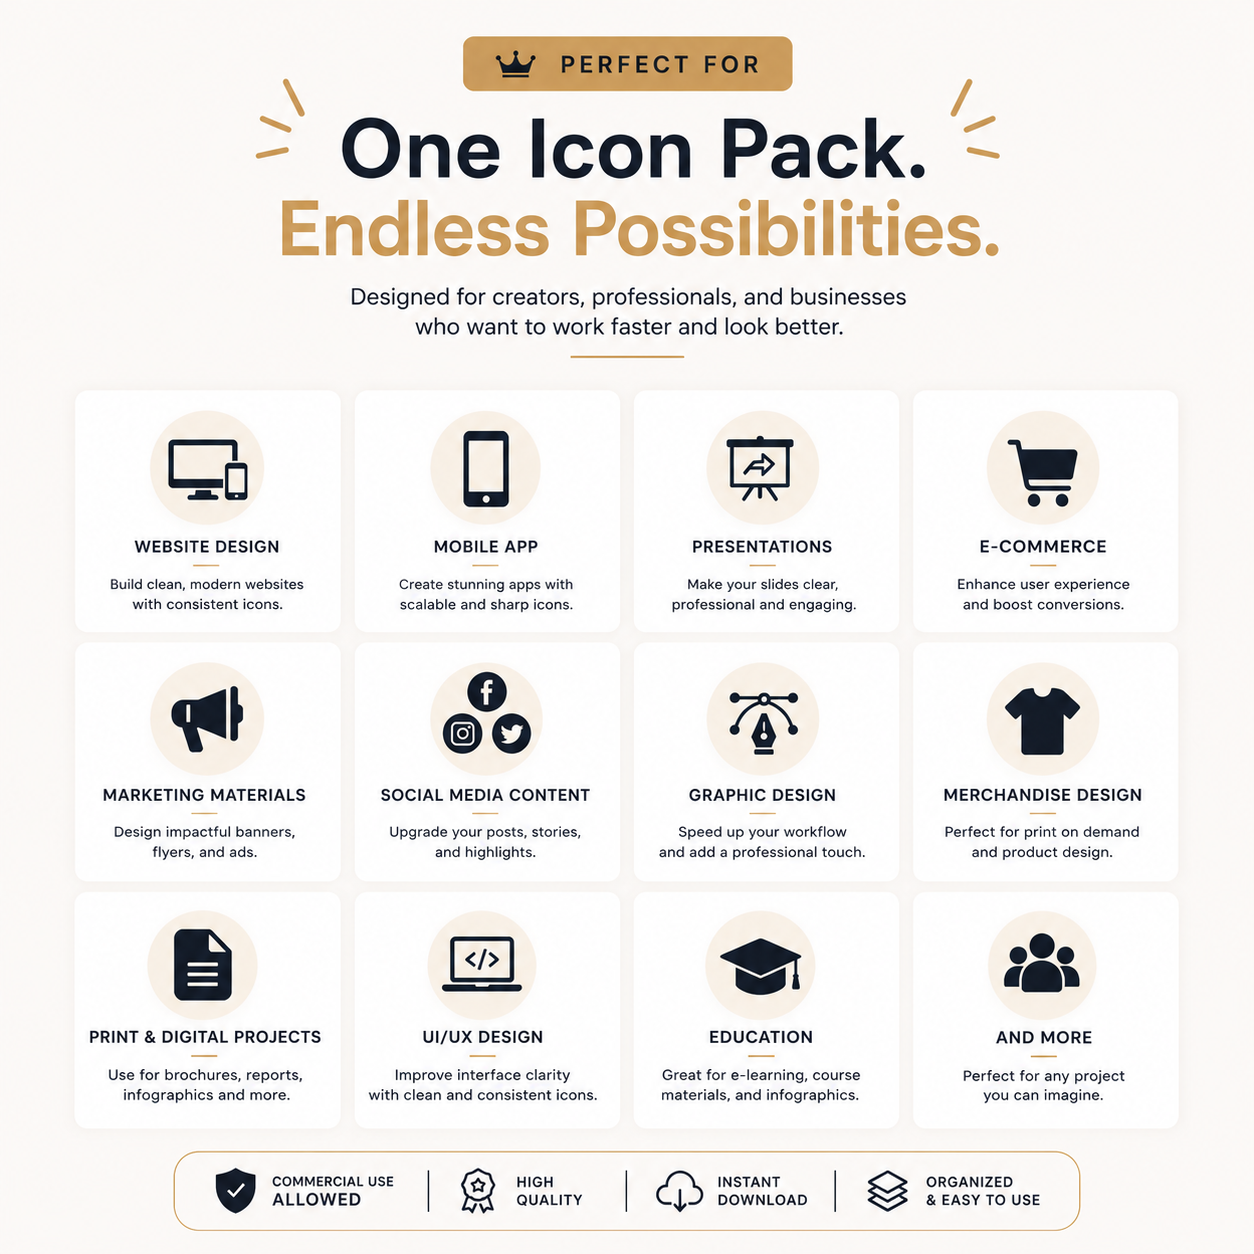 PERFECT FOR
One Icon Pack.
Endless Possibilities.
Designed for creators, professionals, and businesses
who want to work faster and look better.
WEBSITE DESIGN
Build clean, modern websites
with consistent icons.
MOBILE APP
Create stunning apps with
scalable and sharp icons.
PRESENTATIONS
Make your slides clear,
professional and engaging.
E-COMMERCE
Enhance user experience
and boost conversions.
MARKETING MATERIALS
Design impactful banners,
flyers, and ads.
SOCIAL MEDIA CONTENT
Upgrade your posts, stories,
and highlights.
GRAPHIC DESIGN
Speed up your workflow
and add a professional touch.
MERCHANDISE DESIGN
Perfect for print on demand
and product design.
PRINT & DIGITAL PROJECTS
Use for brochures, reports,
infographics and more.
UI/UX DESIGN
Improve interface clarity
with clean and consistent icons.
EDUCATION
Great for e-learning, course
materials, and infographics.
AND MORE
Perfect for any project
you can imagine.
COMMERCIAL USE
ALLOWED
HIGH
QUALITY
INSTANT
DOWNLOAD
ORGANIZED
& EASY TO USE